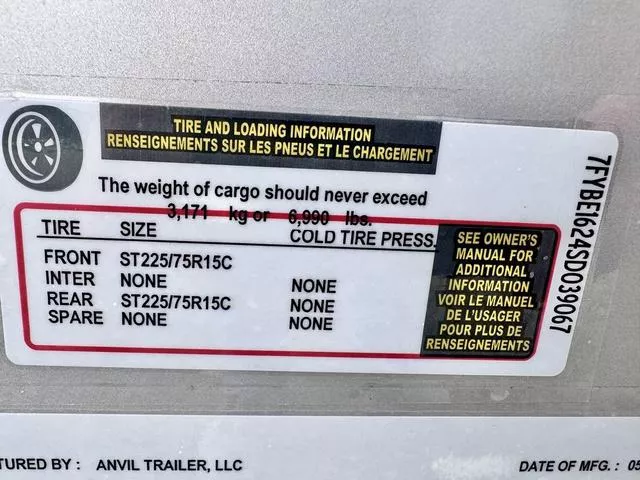 TIRE AND LOADING INFORMATION
RENSEIGNEMENTS SUR LES PNEUS ET LE CHARGEMENT
The weight of cargo should never exceed
3,171 kg or 6,990 lbs.
TIRE SIZE COLD TIRE PRESS.
FRONT ST225/75R15C
INTER NONE NONE
REAR ST225/75R15C
SPARE NONE NONE
SEE OWNER'S
MANUAL FOR
ADDITIONAL
INFORMATION
VOIR LE MANUEL
DE L'USAGER
POUR PLUS DE
RENSEIGNEMENTS
7FYBE1624SD039067
TURED BY : ANVIL TRAILER, LLC
DATE OF MFG. : 05